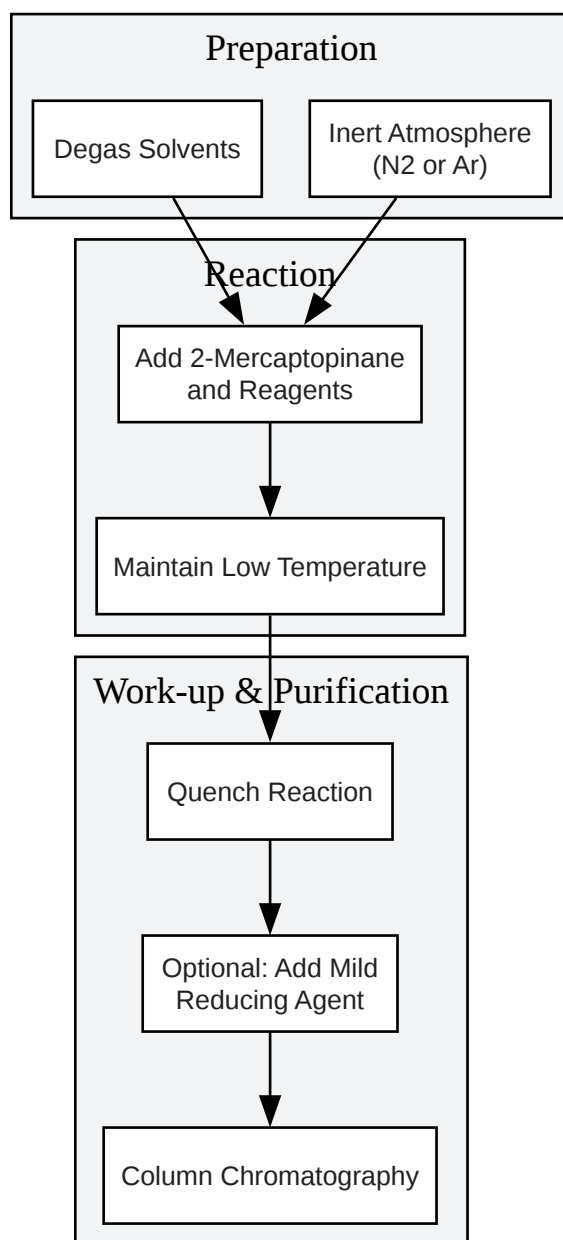 Preparation
Degas Solvents
Inert Atmosphere
(N2 or Ar)
Reaction
Add 2-Mercaptopinane
and Reagents
Maintain Low Temperature
Work-up & Purification
Quench Reaction
Optional: Add Mild
Reducing Agent
Column Chromatography